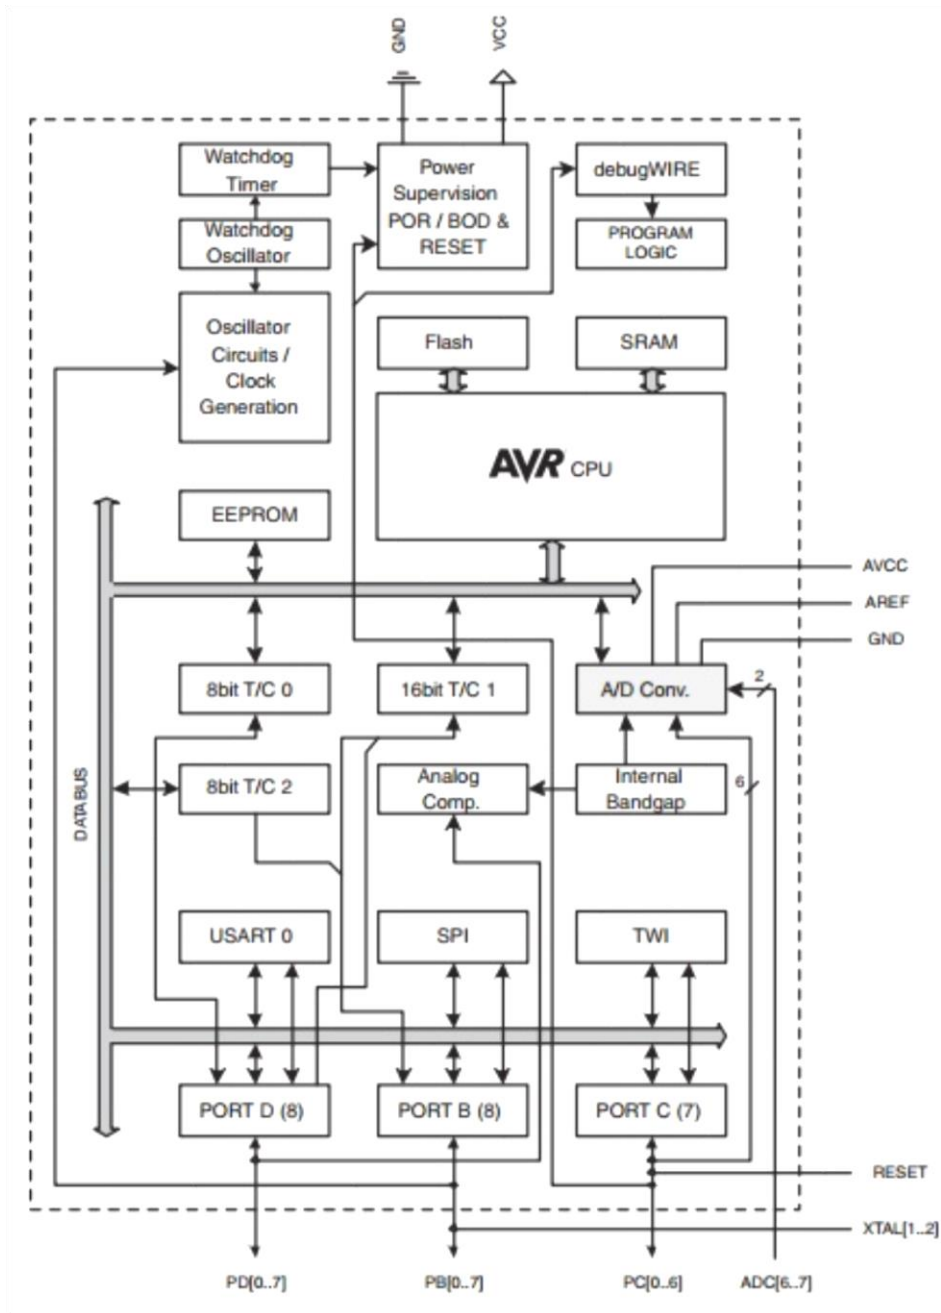 GND
VCC
Watchdog
Timer
Power
Supervision
POR / BOD &
RESET
debugWIRE
Watchdog
Oscillator
PROGRAM
LOGIC
Oscillator
Circuits /
Clock
Generation
Flash
SRAM
AVR CPU
EEPROM
AVCC
AREF
GND
8bit T/C 0
16bit T/C 1
A/D Conv.
2
DATA BUS
8bit T/C 2
Analog
Comp.
Internal
Bandgap
6
USART 0
SPI
TWI
PORT D (8)
PORT B (8)
PORT C (7)
RESET
XTAL[1..2]
PD[0..7]
PB[0..7]
PC[0..6]
ADC[6..7]